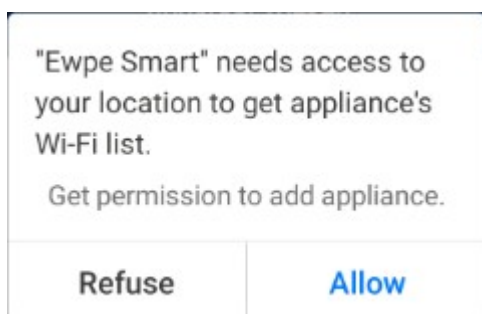 "Ewpe Smart" needs access to
your location to get appliance's
Wi-Fi list.
Get permission to add appliance.
Refuse
Allow